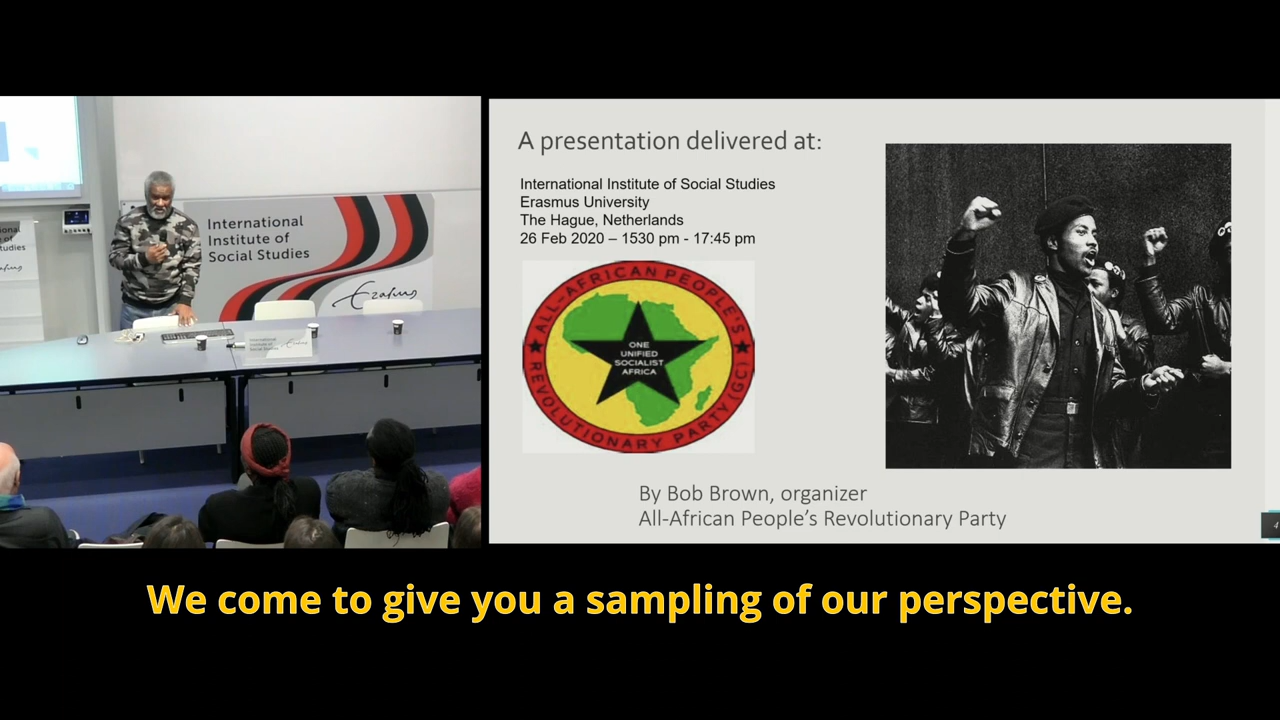 International
Institute of
Social Studies
Erasmus
A presentation delivered at:
International Institute of Social Studies
Erasmus University
The Hague, Netherlands
26 Feb 2020 – 1530 pm - 17:45 pm
ALL-AFRICAN PEOPLE'S
REVOLUTIONARY PARTY (GC)
ONE
UNIFIED
SOCIALIST
AFRICA
By Bob Brown, organizer
All-African People’s Revolutionary Party
4
We come to give you a sampling of our perspective.